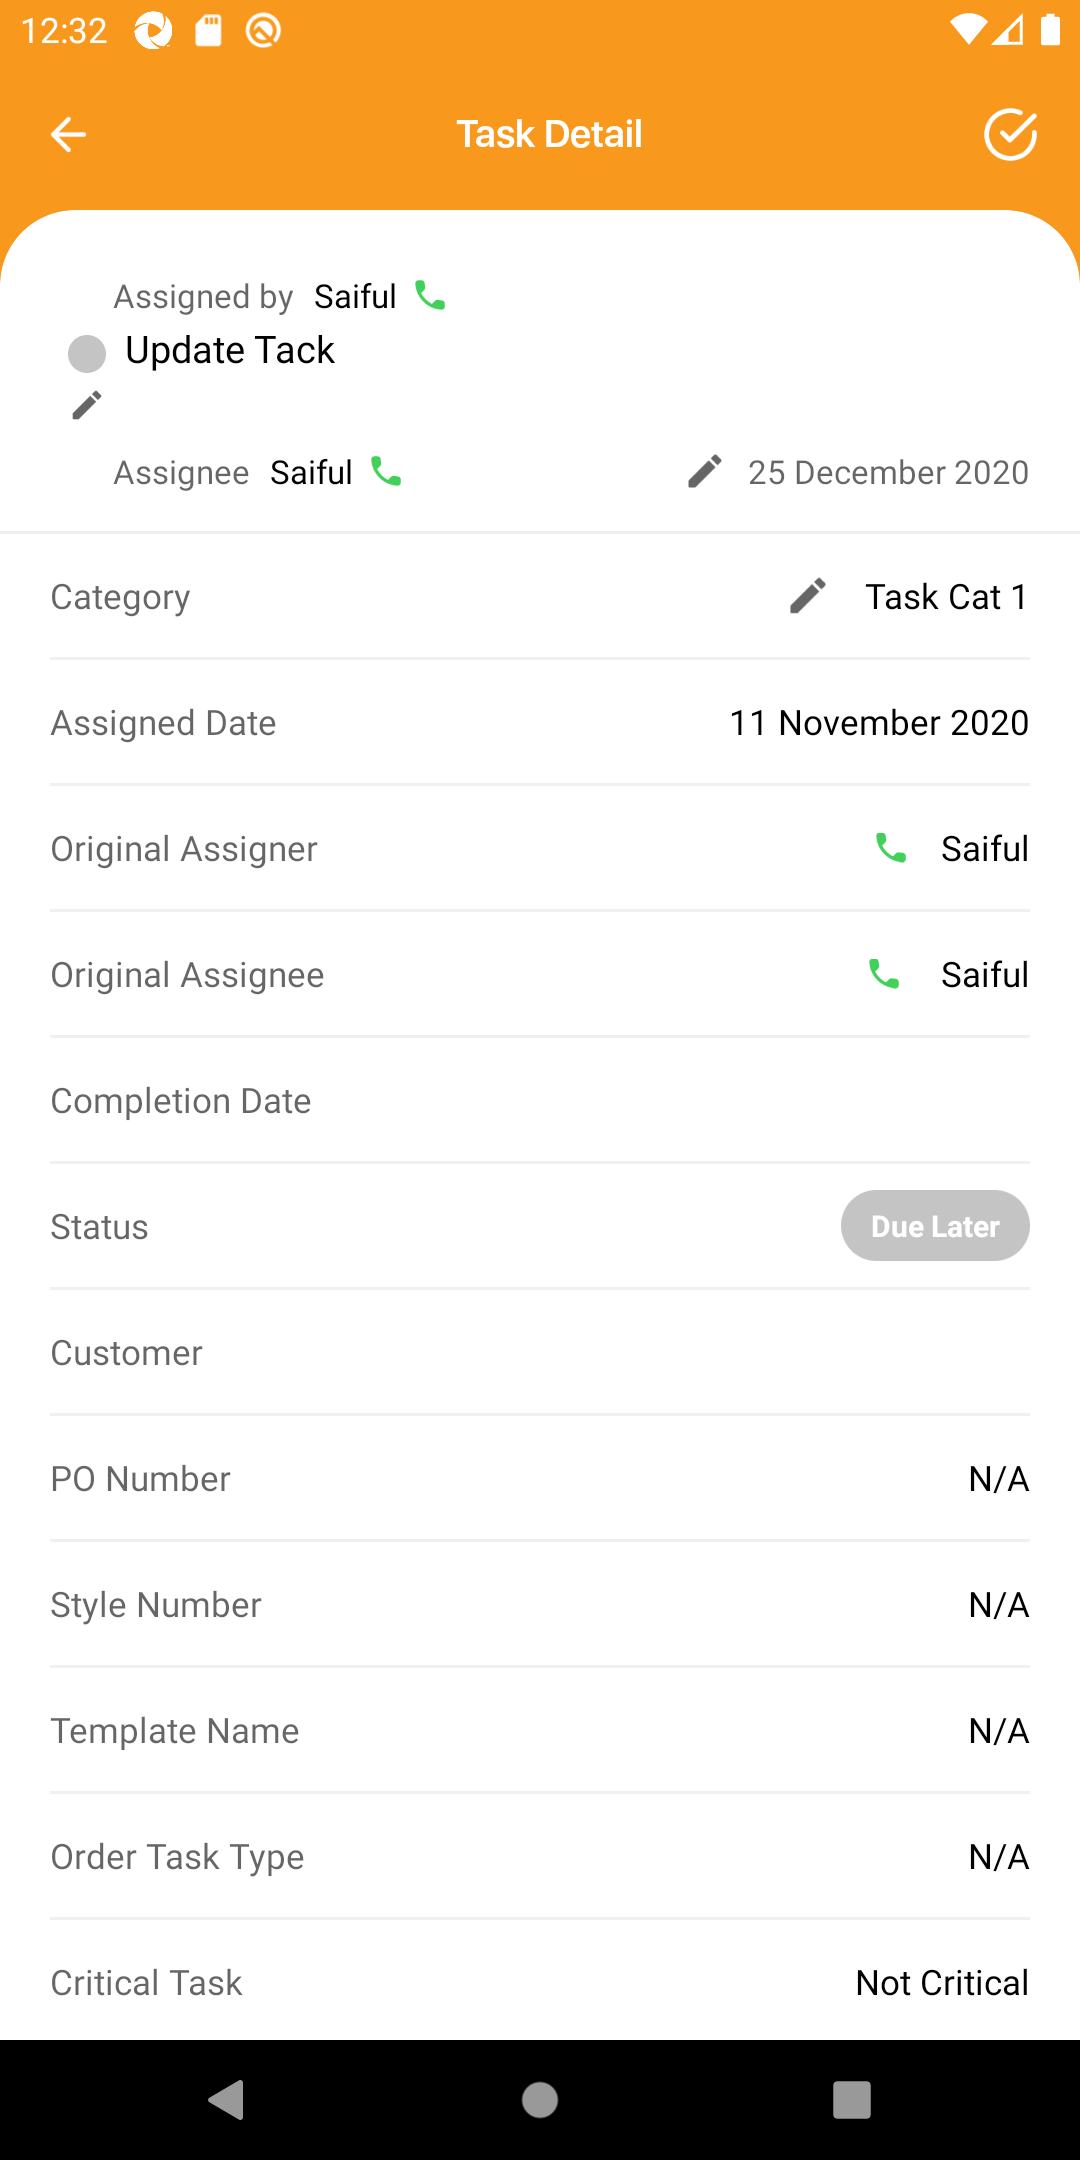 12:32
Task Detail
Assigned by Saiful
Update Tack
Assignee Saiful 25 December 2020
Category Task Cat 1
Assigned Date 11 November 2020
Original Assigner Saiful
Original Assignee Saiful
Completion Date
Status Due Later
Customer
PO Number N/A
Style Number N/A
Template Name N/A
Order Task Type N/A
Critical Task Not Critical